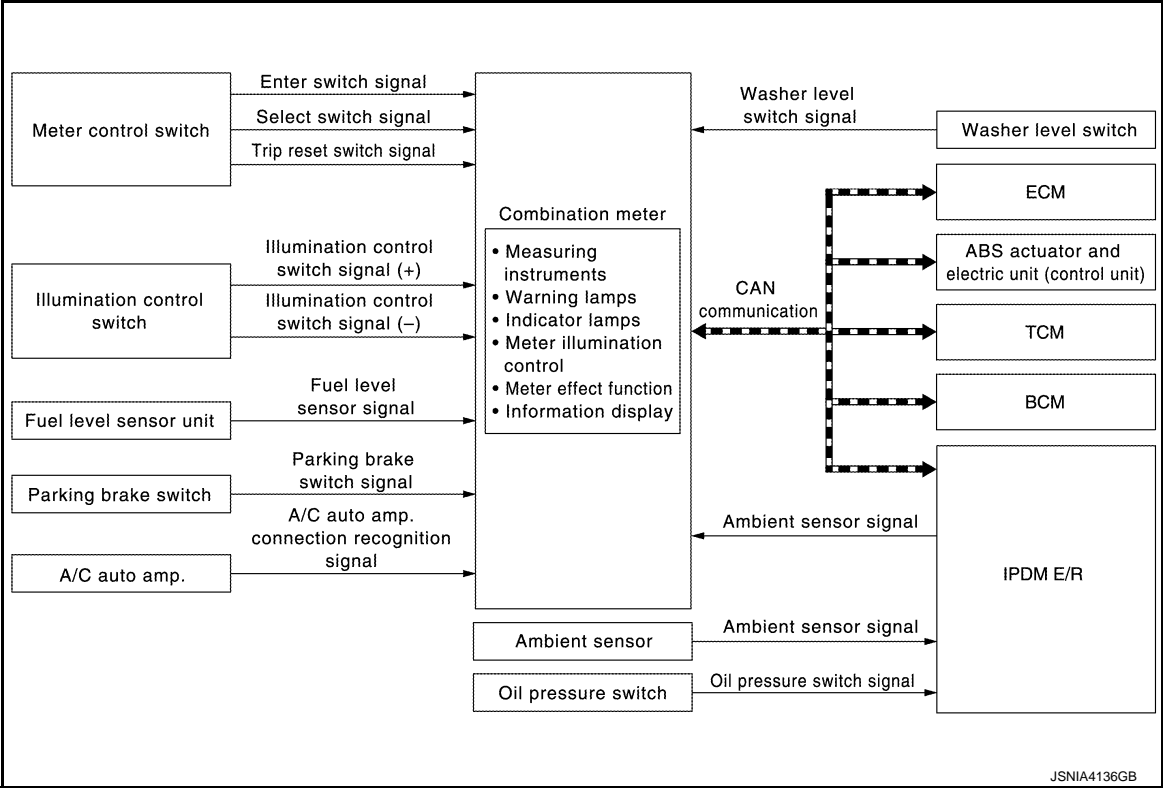 Meter control switch
Enter switch signal
Select switch signal
Trip reset switch signal
Illumination control
switch
Illumination control
switch signal (+)
Illumination control
switch signal (–)
Fuel level sensor unit
Fuel level
sensor signal
Parking brake switch
Parking brake
switch signal
A/C auto amp.
A/C auto amp.
connection recognition
signal
Combination meter
• Measuring
instruments
• Warning lamps
• Indicator lamps
• Meter illumination
control
• Meter effect function
• Information display
Washer level
switch signal
Washer level switch
CAN
communication
ECM
ABS actuator and
electric unit (control unit)
TCM
BCM
Ambient sensor signal
IPDM E/R
Ambient sensor
Ambient sensor signal
Oil pressure switch
Oil pressure switch signal
JSNIA4136GB